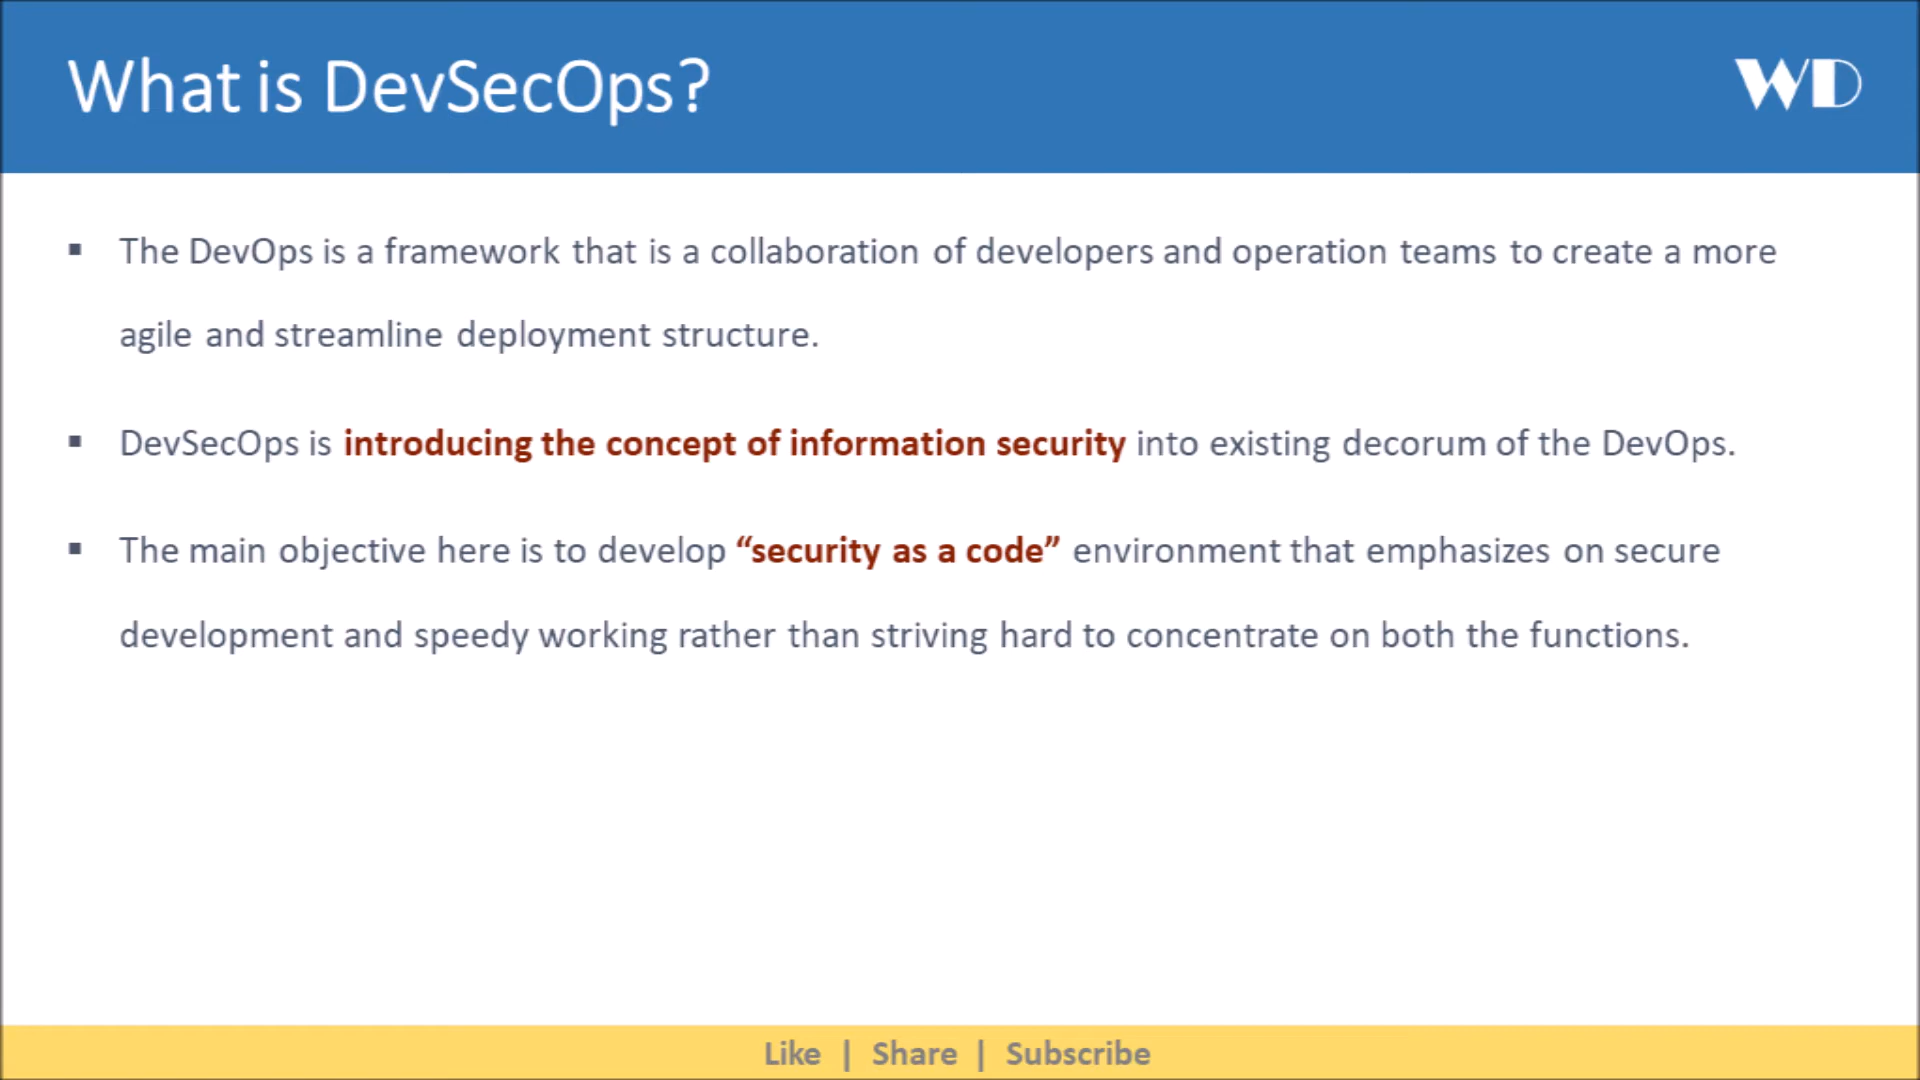 What is DevSecOps?
WD
▪ The DevOps is a framework that is a collaboration of developers and operation teams to create a more
agile and streamline deployment structure.
▪ DevSecOps is introducing the concept of information security into existing decorum of the DevOps.
▪ The main objective here is to develop “security as a code” environment that emphasizes on secure
development and speedy working rather than striving hard to concentrate on both the functions.
Like | Share | Subscribe